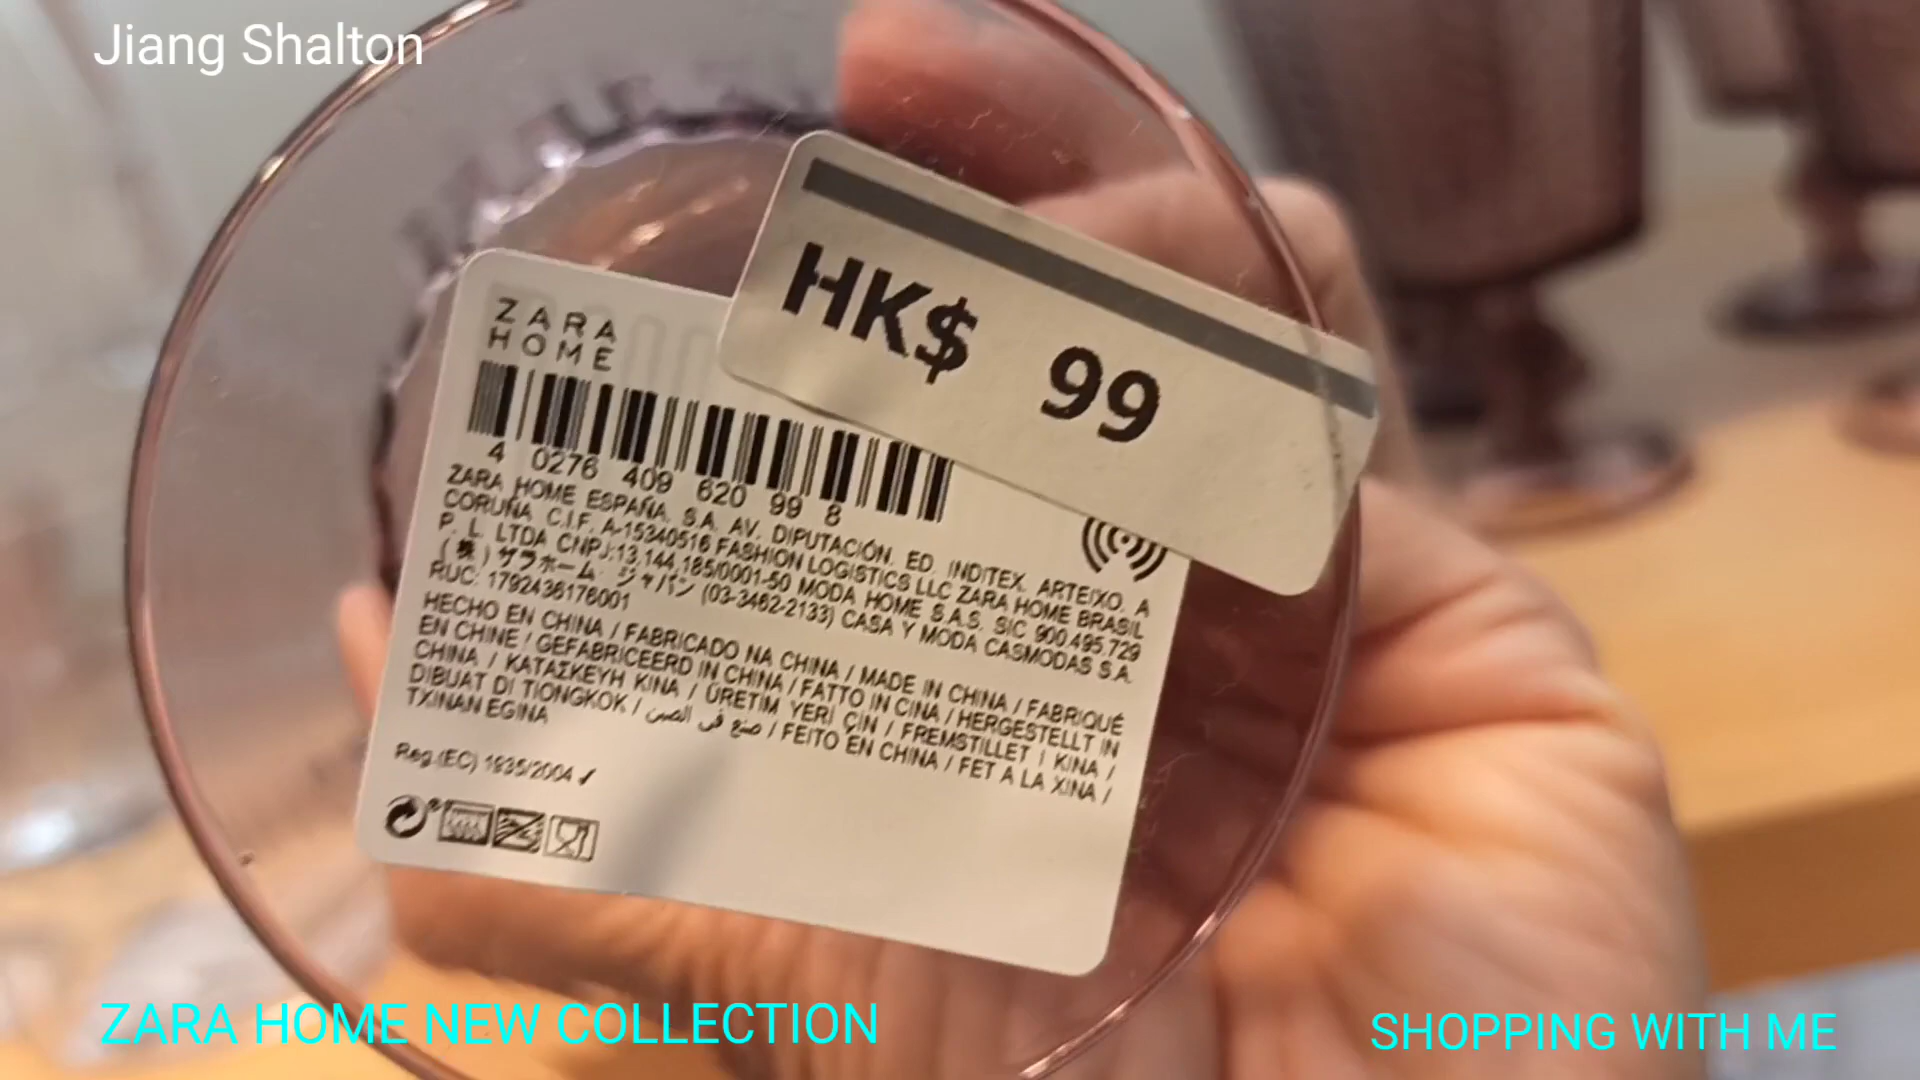 Jiang Shalton
HK$ 99
ZARA
HOME
4 0276 409 620 99 8
ZARA HOME ESPAÑA, S.A. AV. DIPUTACIÓN, ED. INDITEX, ARTEIXO, A
CORUÑA C.I.F. A-15340516 FASHION LOGISTICS LLC ZARA HOME BRASIL
P. L. LTDA CNPJ:13,144,185/0001-50 MODA HOME S.A.S. SIC 900.495.729
(株) ザラホーム・ジャパン (03-3462-2133) CASA Y MODA CASMODAS S.A.
RUC: 1792436176001
HECHO EN CHINA / FABRICADO NA CHINA / MADE IN CHINA / FABRIQUÉ
EN CHINE / GEFABRICEERD IN CHINA / FATTO IN CINA / HERGESTELLT IN
CHINA / ΚΑΤΑΣΚΕΥΗ ΚΙΝΑ / ÜRETİM YERİ ÇİN / FREMSTILLET I KINA /
DIBUAT DI TIONGKOK / صنع في الصين / FEITO EN CHINA / FET A LA XINA /
TXINAN EGINA
Reg.(EC) 1935/2004 ✓
ZARA HOME NEW COLLECTION
SHOPPING WITH ME